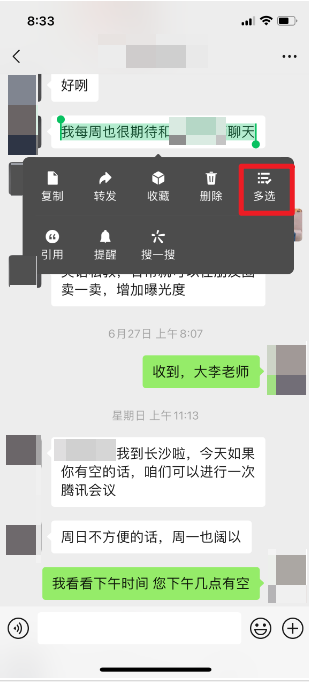 8:33
好咧
我每周也很期待和
聊天
复制 转发 收藏 删除 多选
引用 提醒 搜一搜
卖一卖，增加曝光度
6月27日 上午8:07
收到，大李老师
星期日 上午11:13
我到长沙啦，今天如果
你有空的话，咱们可以进行一次
腾讯会议
周日不方便的话，周一也阔以
我看看下午时间 您下午几点有空